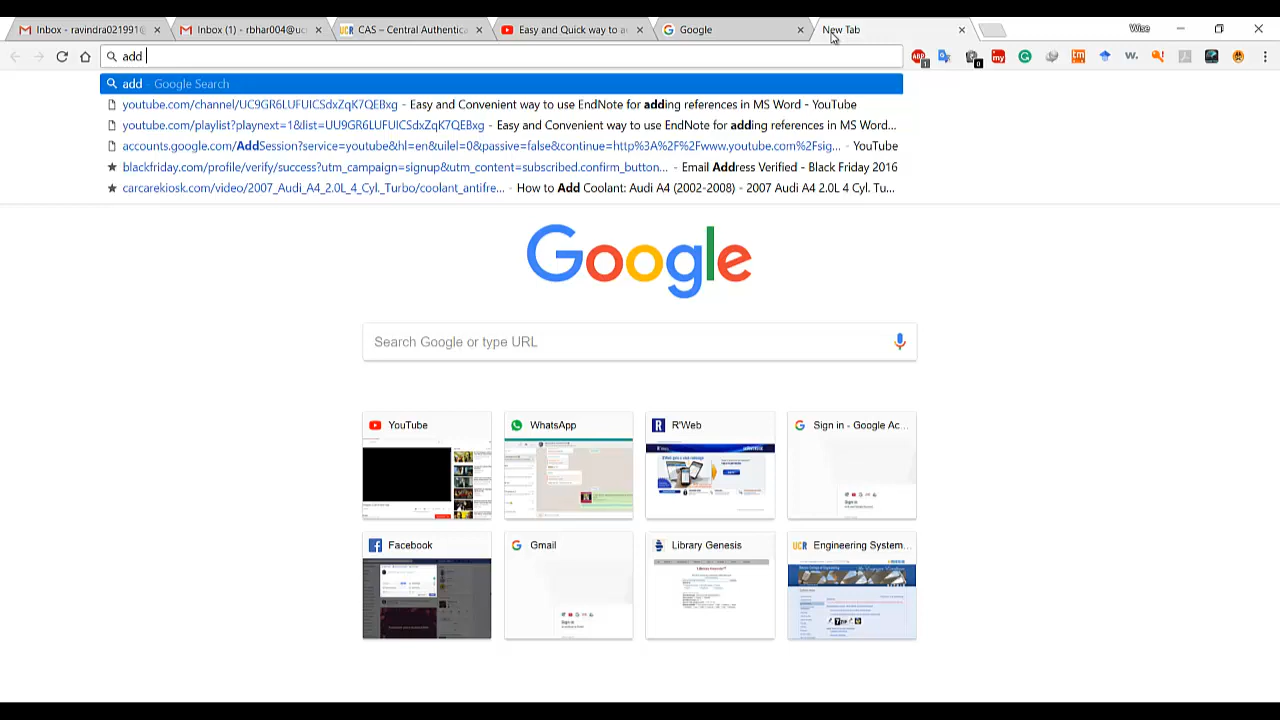 Inbox - ravindra021991@
Inbox (1) - rbhar004@uc
UCR CAS – Central Authentica
Easy and Quick way to a
Google
New Tab
Wise
add
add - Google Search
youtube.com/channel/UC9GR6LUFUICSdxZqK7QEBxg - Easy and Convenient way to use EndNote for adding references in MS Word - YouTube
youtube.com/playlist?playnext=1&list=UU9GR6LUFUICSdxZqK7QEBxg - Easy and Convenient way to use EndNote for adding references in MS Word...
accounts.google.com/AddSession?service=youtube&hl=en&uilel=0&passive=false&continue=http%3A%2F%2Fwww.youtube.com%2Fsig... - YouTube
blackfriday.com/profile/verify/success?utm_campaign=signup&utm_content=subscribed.confirm_button... - Email Address Verified - Black Friday 2016
carcarekiosk.com/video/2007_Audi_A4_2.0L_4_Cyl._Turbo/coolant_antifre... - How to Add Coolant: Audi A4 (2002-2008) - 2007 Audi A4 2.0L 4 Cyl. Tu...
Google
Search Google or type URL
YouTube
WhatsApp
R'Web
Sign in - Google Ac...
Facebook
Gmail
Library Genesis
UCR Engineering System...